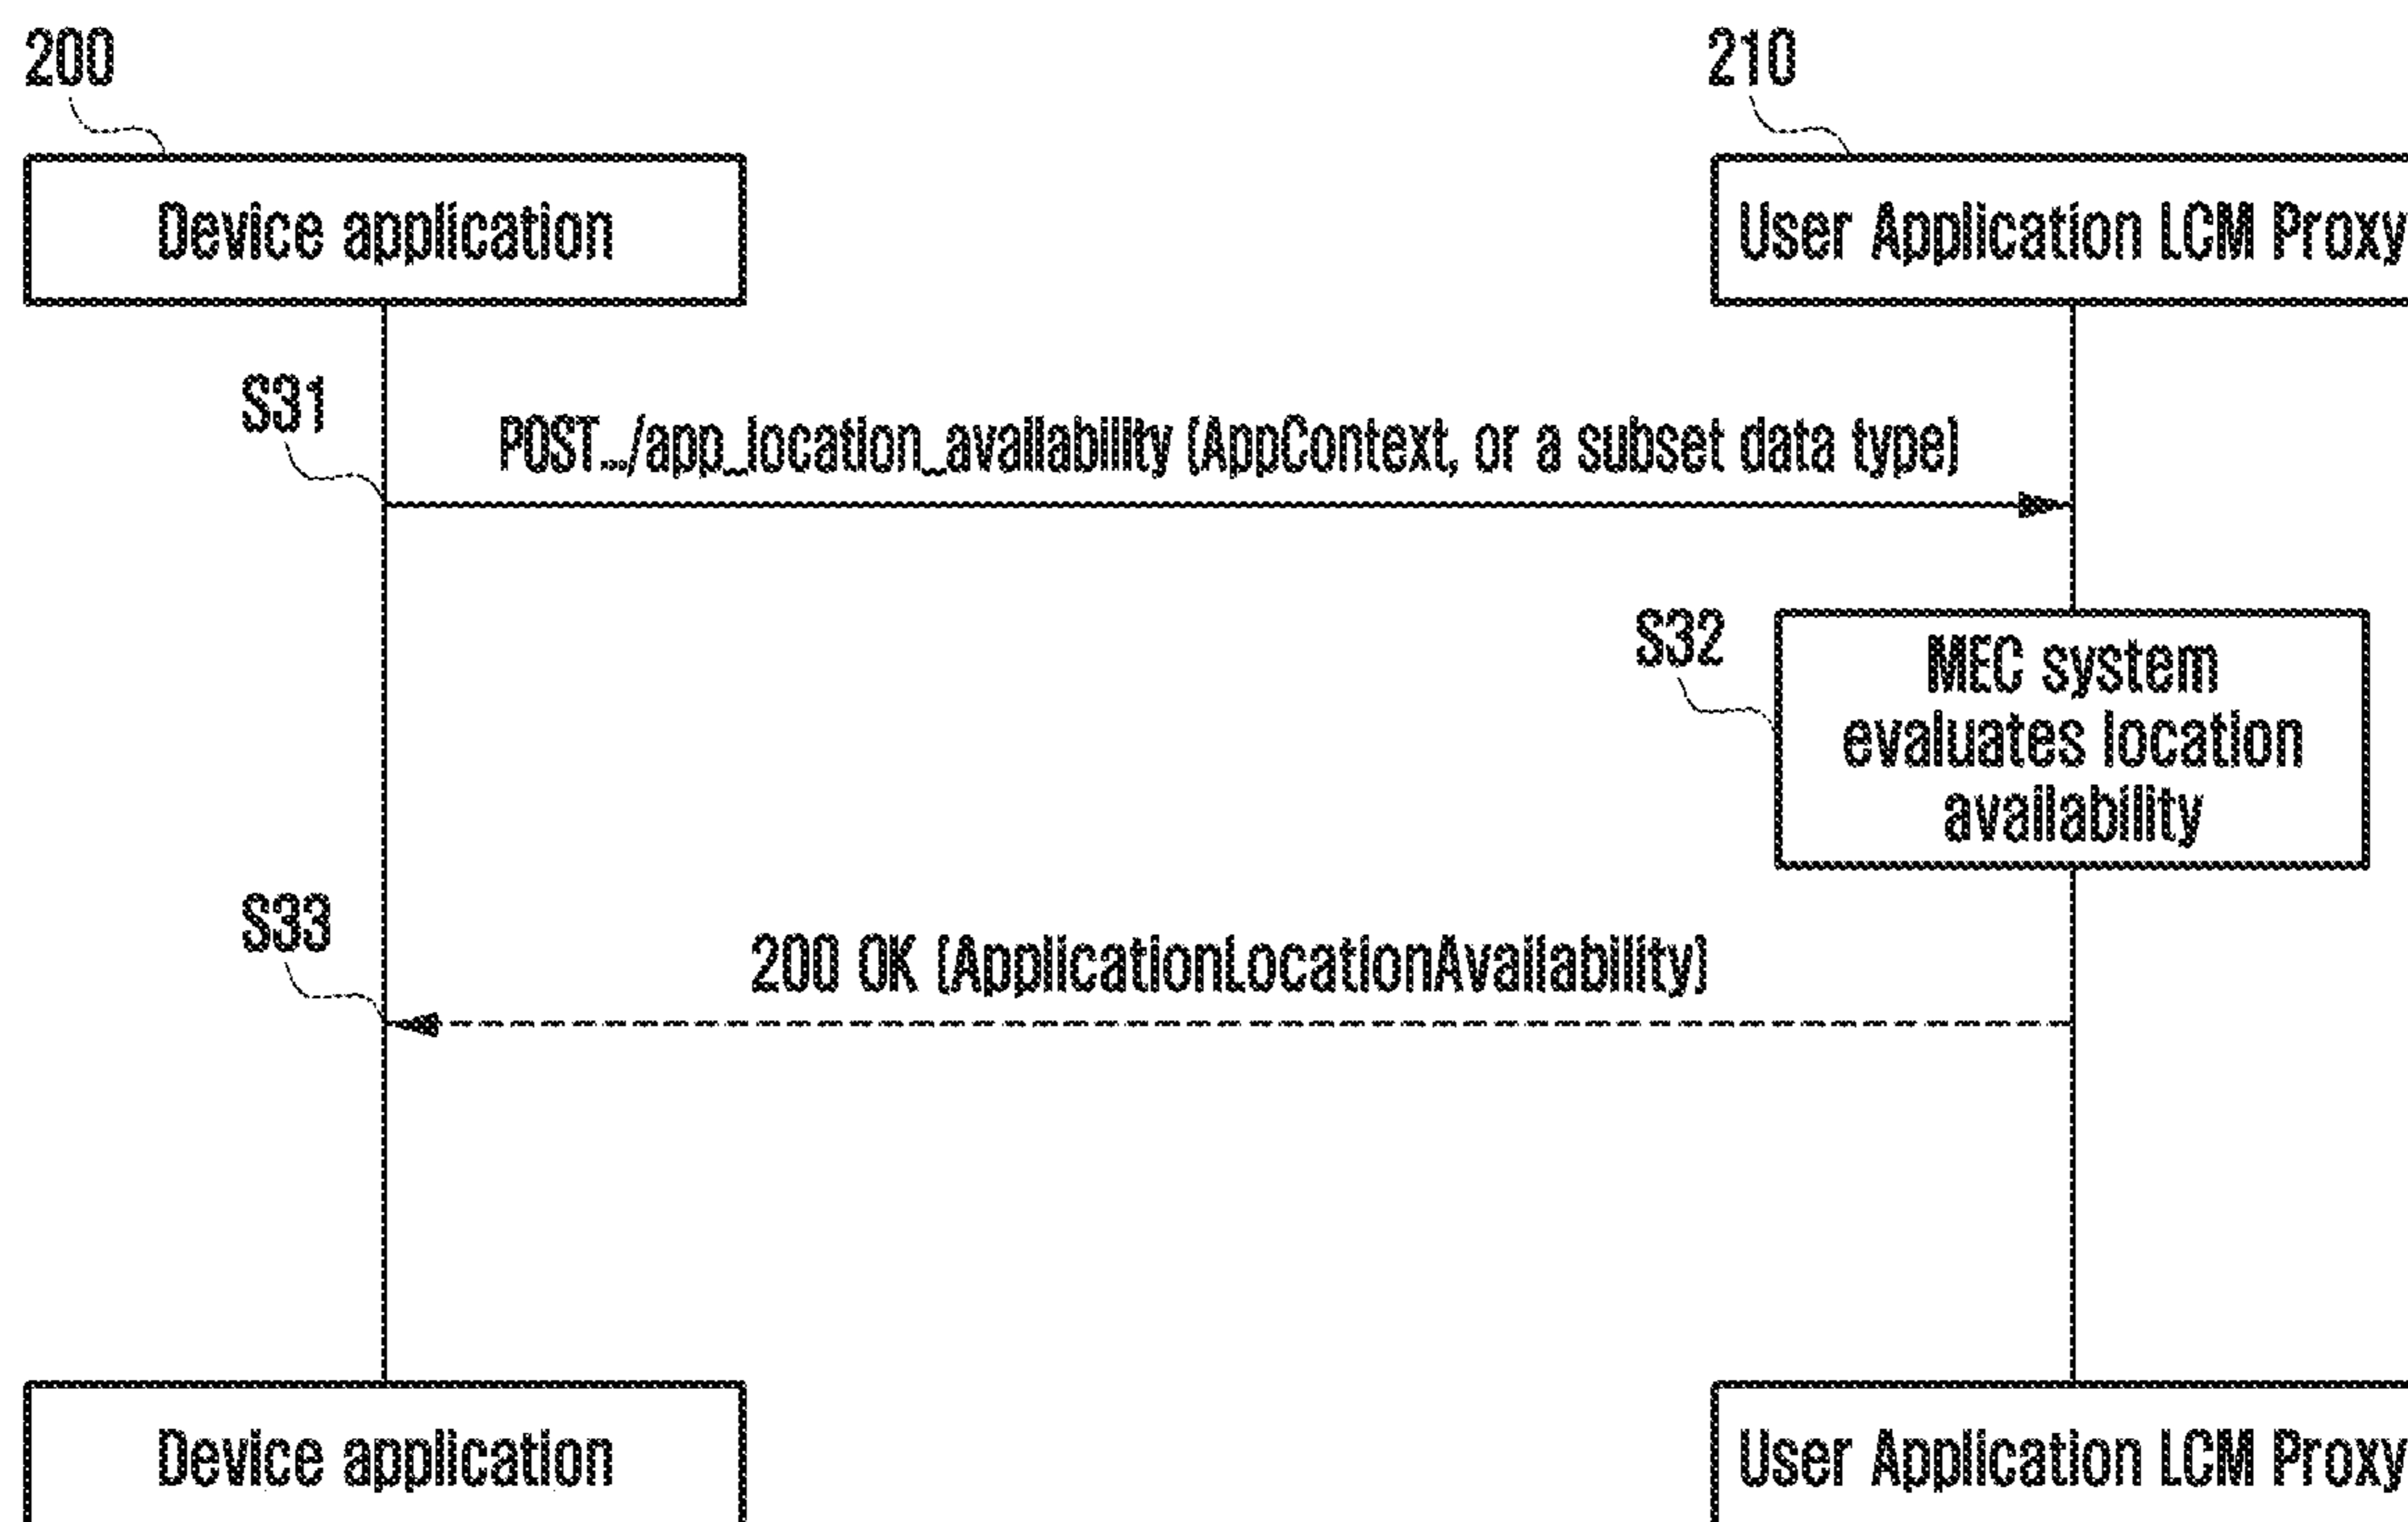 200
210
Device application
User Application LCM Proxy
S31
POST.../app_location_availability (AppContext, or a subset data type)
S32
MEC system
evaluates location
availability
S33
200 OK (ApplicationLocationAvailability)
Device application
User Application LCM Proxy